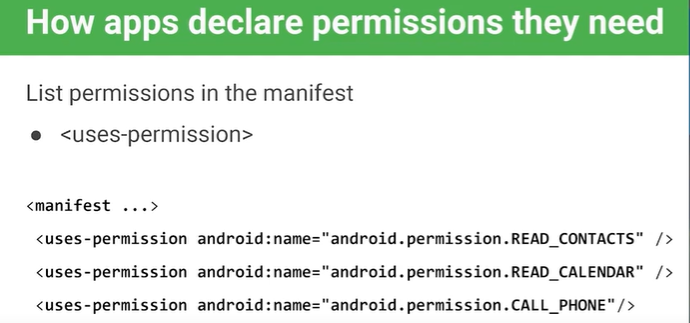 How apps declare permissions they need
List permissions in the manifest
● <uses-permission>
<manifest ...>
<uses-permission android:name="android.permission.READ_CONTACTS" />
<uses-permission android:name="android.permission.READ_CALENDAR" />
<uses-permission android:name="android.permission.CALL_PHONE"/>